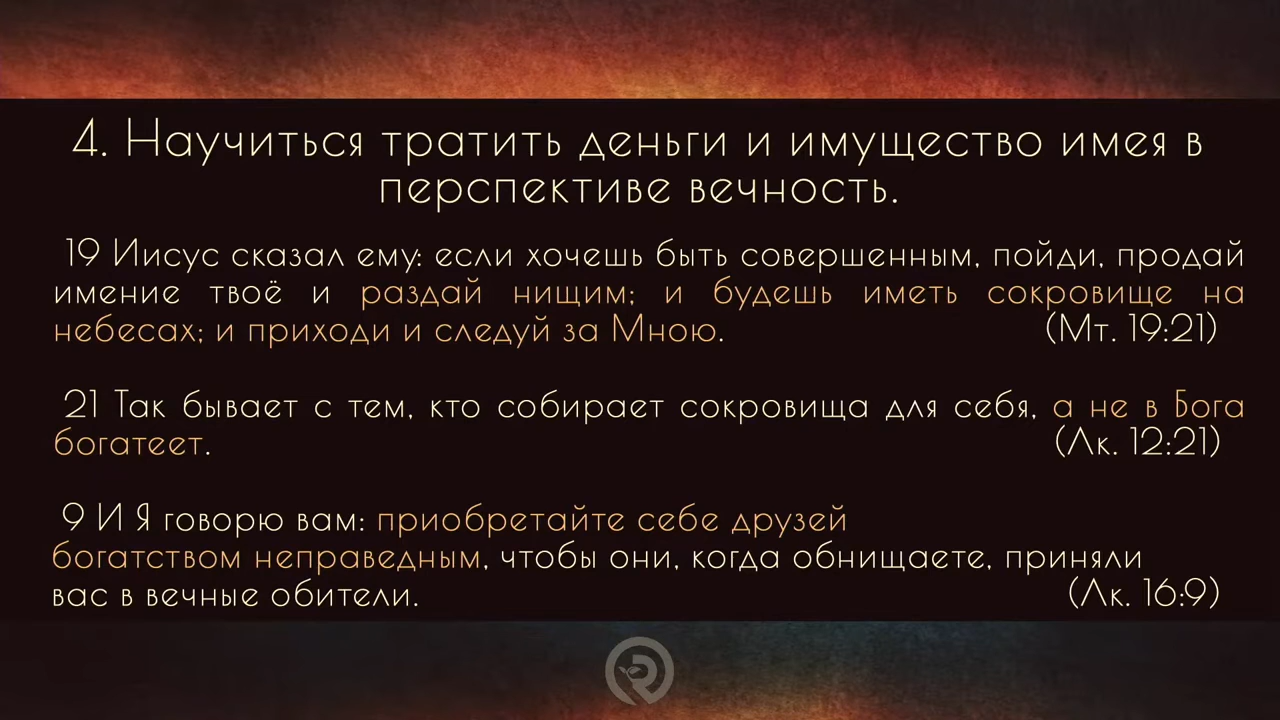 4. Научиться тратить деньги и имущество имея в
перспективе вечность.
19 Иисус сказал ему: если хочешь быть совершенным, пойди, продай
имение твоё и раздай нищим; и будешь иметь сокровище на
небесах; и приходи и следуй за Мною. (Мт. 19:21)
21 Так бывает с тем, кто собирает сокровища для себя, а не в Бога
богатеет. (Лк. 12:21)
9 И Я говорю вам: приобретайте себе друзей
богатством неправедным, чтобы они, когда обнищаете, приняли
вас в вечные обители. (Лк. 16:9)